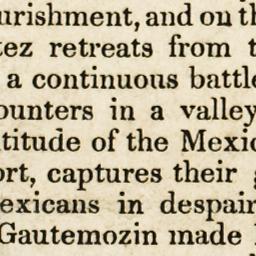 urishment, and on th
tez retreats from t
a continuous battle
ounters in a valley
titude of the Mexic
ort, captures their
exicans in despair
Gautemozin made